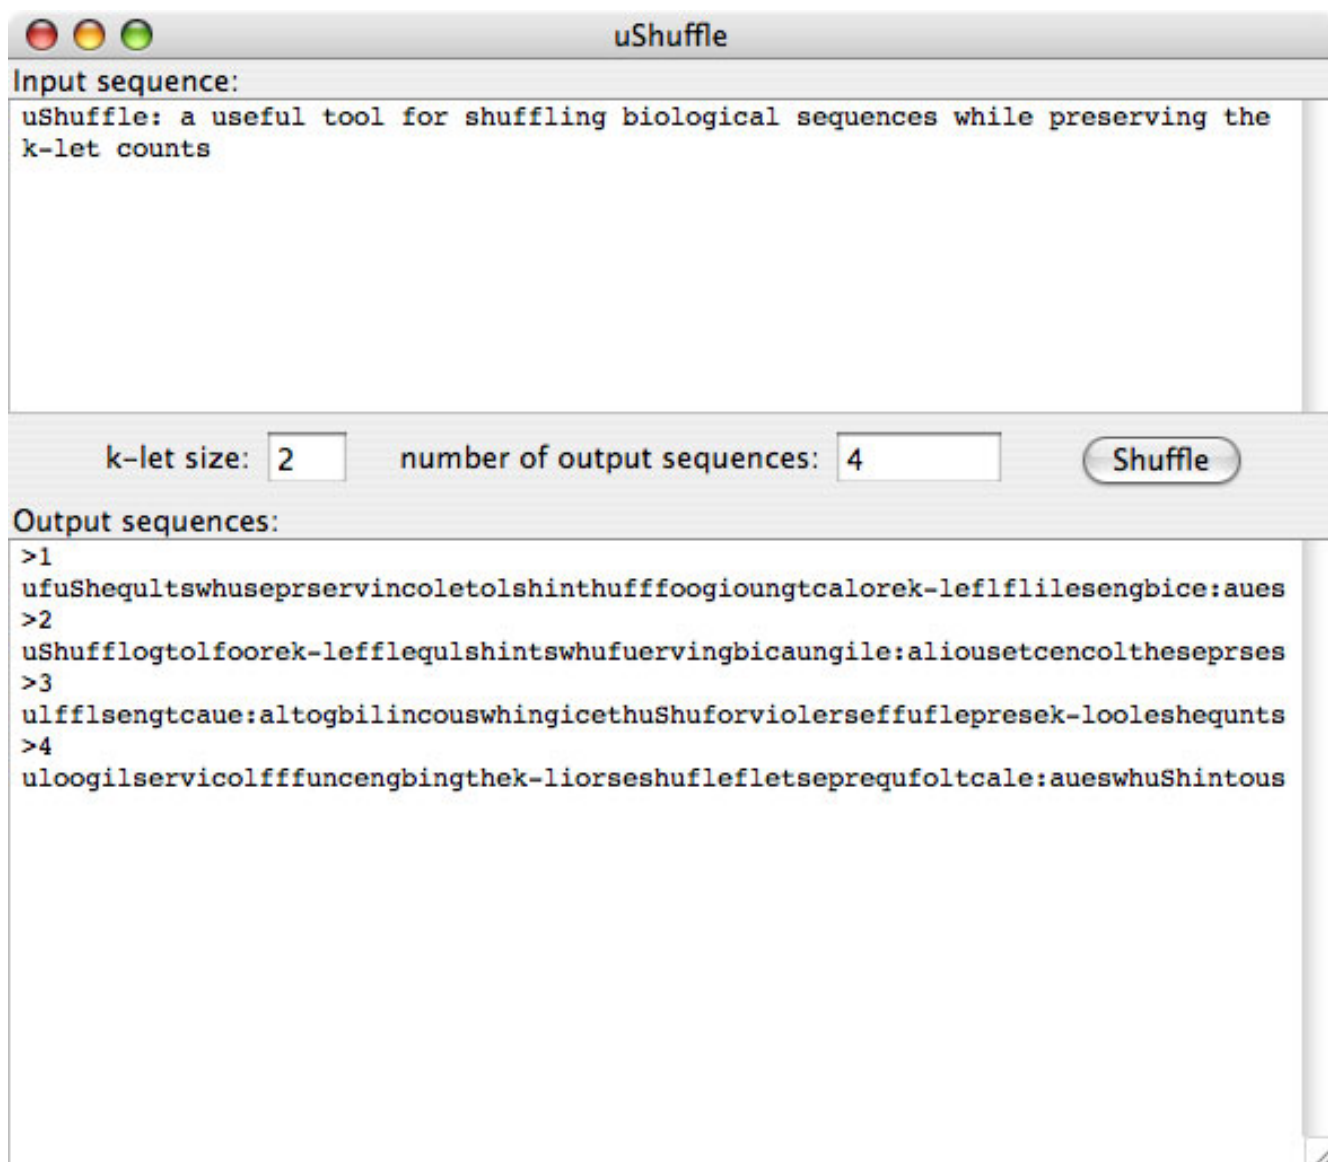 uShuffle
Input sequence:
uShuffle: a useful tool for shuffling biological sequences while preserving the
k-let counts
k-let size: 2 number of output sequences: 4 Shuffle
Output sequences:
>1
ufuShequltswhuseprservincoletolshinthufffoogioungtcalorek-leflflilesengbice:aues
>2
uShufflogtolfoorek-lefflequlshintswhufuervingbicaungile:aliousetcencoltheseprses
>3
ulfflsengtcaue:altogbilincouswhingicethuShuforviolerseffuflepresek-looleshequnts
>4
uloogilservicolfffuncengbingthek-liorseshuflefletseprequfoltcale:aueswhuShintous